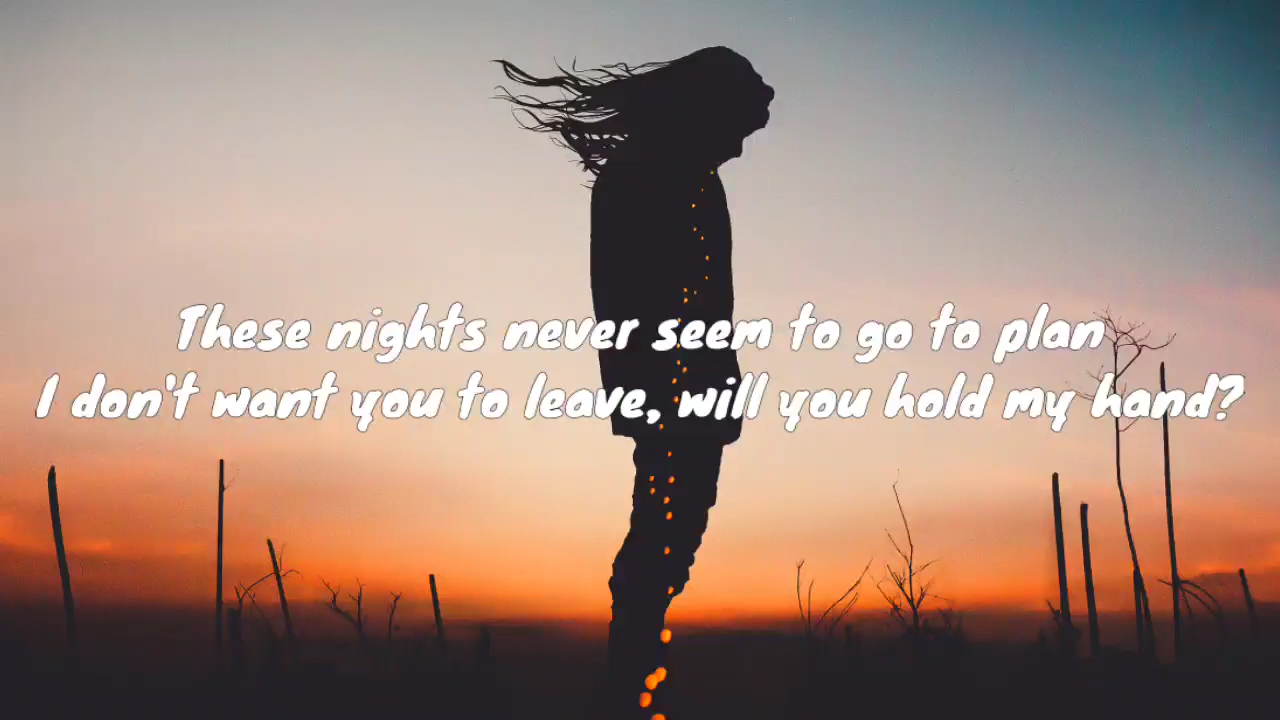 These nights never seem to go to plan
I don't want you to leave, will you hold my hand?